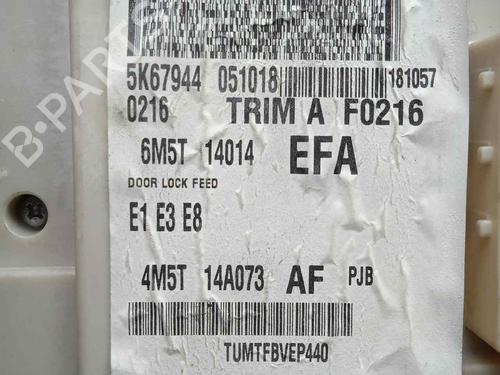 5K67944 051018 181057
0216 TRIM A F0216
6M5T 14014 EFA
DOOR LOCK FEED
E1 E3 E8
4M5T 14A073 AF PJB
TUMTFBVEP440
B-PARTS